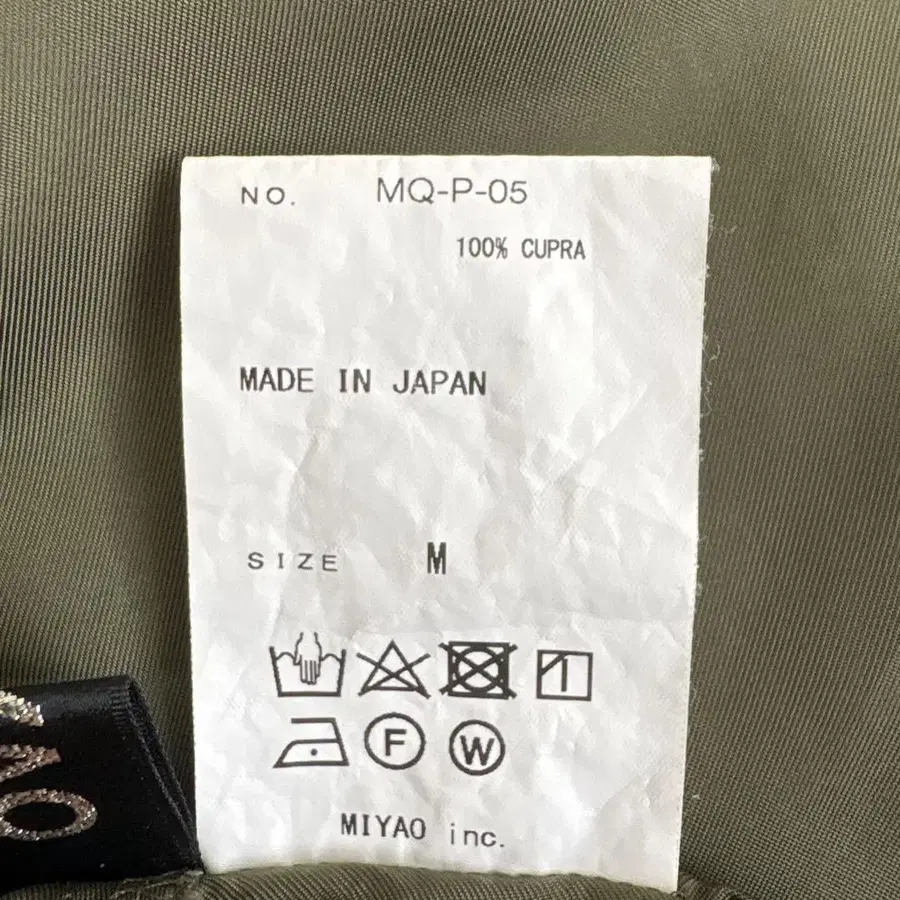 NO. MQ-P-05
100% CUPRA
MADE IN JAPAN
SIZE M
F W
MIYAO inc.